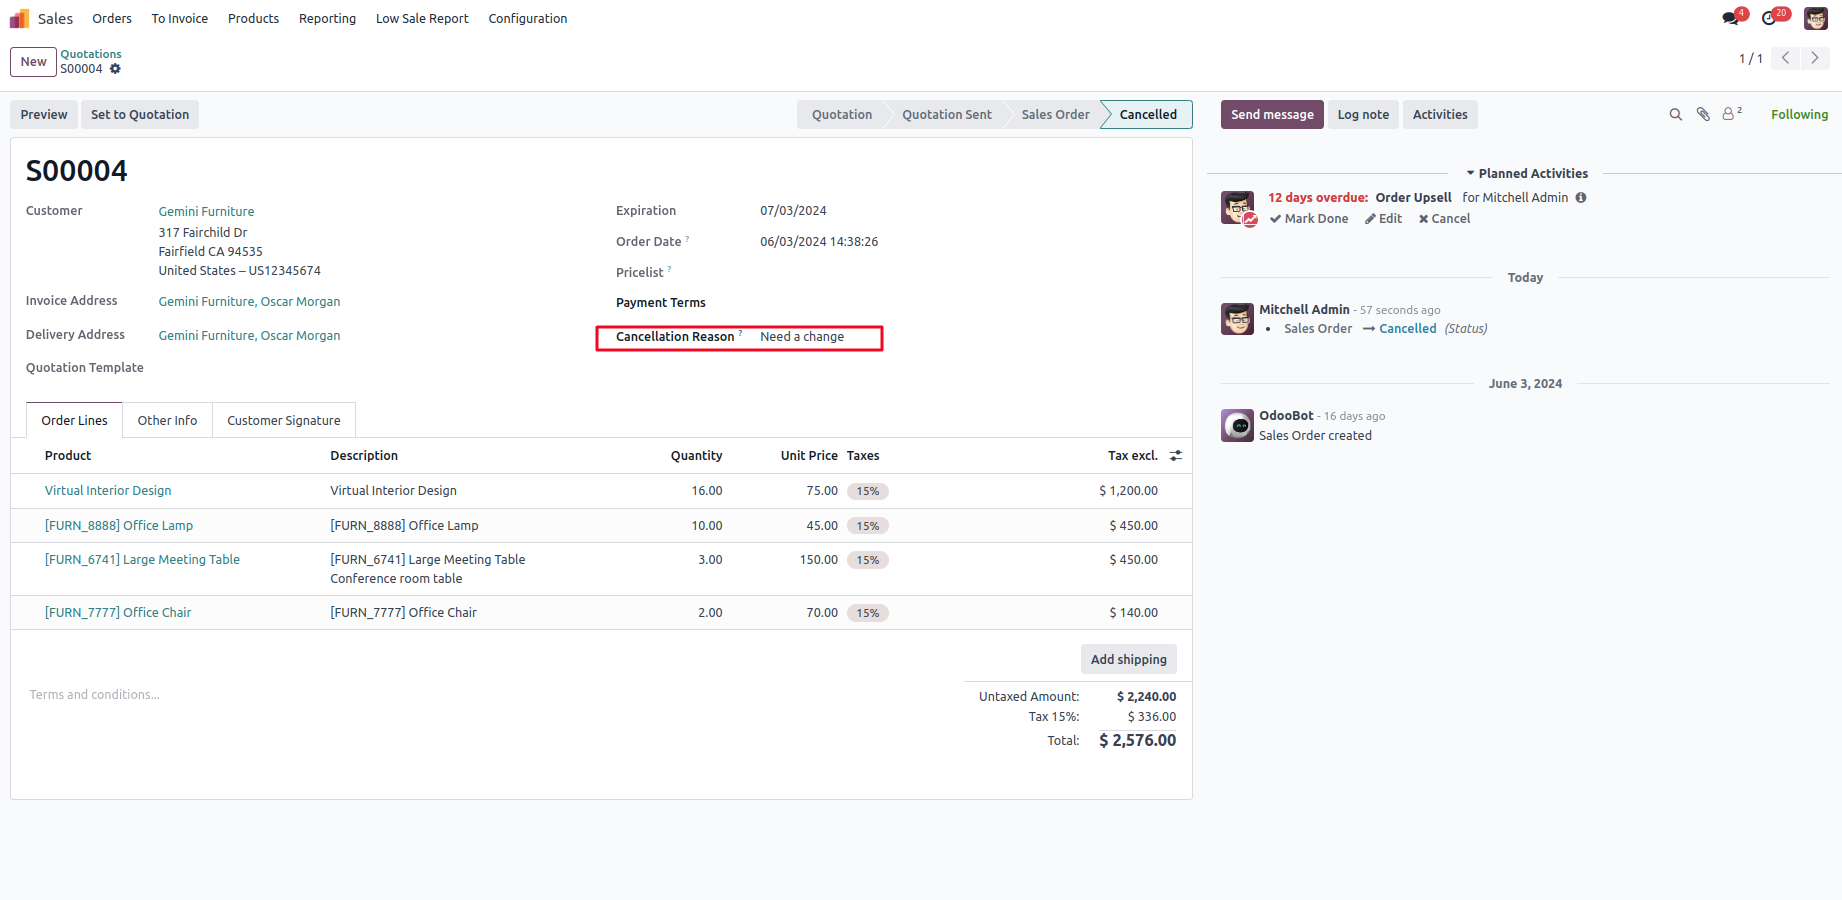 Sales Orders To Invoice Products Reporting Low Sale Report Configuration 4 20
New Quotations
S00004
1 / 1
Preview Set to Quotation Quotation Quotation Sent Sales Order Cancelled
S00004
Customer Gemini Furniture
317 Fairchild Dr
Fairfield CA 94535
United States – US12345674
Invoice Address Gemini Furniture, Oscar Morgan
Delivery Address Gemini Furniture, Oscar Morgan
Quotation Template
Expiration 07/03/2024
Order Date ? 06/03/2024 14:38:26
Pricelist ?
Payment Terms
Cancellation Reason ? Need a change
Order Lines Other Info Customer Signature
Product Description Quantity Unit Price Taxes Tax excl.
Virtual Interior Design Virtual Interior Design 16.00 75.00 15% $ 1,200.00
[FURN_8888] Office Lamp [FURN_8888] Office Lamp 10.00 45.00 15% $ 450.00
[FURN_6741] Large Meeting Table [FURN_6741] Large Meeting Table 3.00 150.00 15% $ 450.00
Conference room table
[FURN_7777] Office Chair [FURN_7777] Office Chair 2.00 70.00 15% $ 140.00
Add shipping
Terms and conditions...
Untaxed Amount: $ 2,240.00
Tax 15%: $ 336.00
Total: $ 2,576.00
Send message Log note Activities 2 Following
Planned Activities
12 days overdue: Order Upsell for Mitchell Admin
Mark Done Edit Cancel
Today
Mitchell Admin - 57 seconds ago
Sales Order Cancelled (Status)
June 3, 2024
OdooBot - 16 days ago
Sales Order created